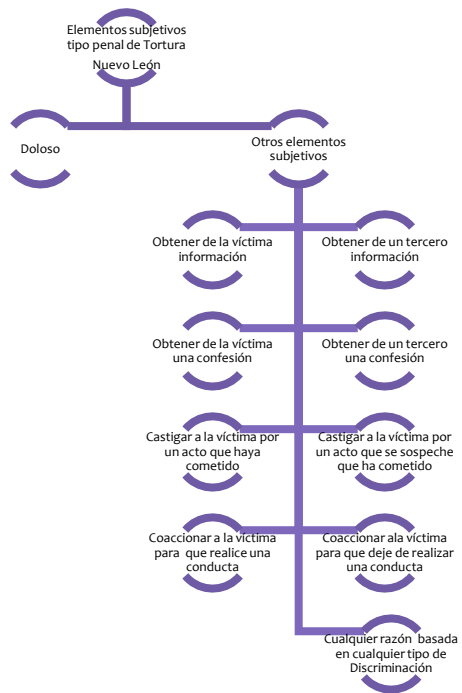 Elementos subjetivos
tipo penal de Tortura
Nuevo León
Doloso
Otros elementos
subjetivos
Obtener de la víctima
información
Obtener de un tercero
información
Obtener de la víctima
una confesión
Obtener de un tercero
una confesión
Castigar a la víctima por
un acto que haya
cometido
Castigar a la víctima por
un acto que se sospeche
que ha cometido
Coaccionar a la víctima
para que realice una
conducta
Coaccionar ala víctima
para que deje de realizar
una conducta
Cualquier razón basada
en cualquier tipo de
Discriminación